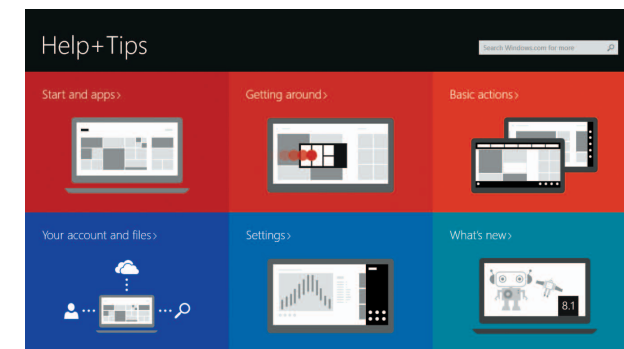 Help+Tips
Search Windows.com for more
Start and apps>
Getting around>
Basic actions>
Your account and files>
Settings>
What's new>
8.1